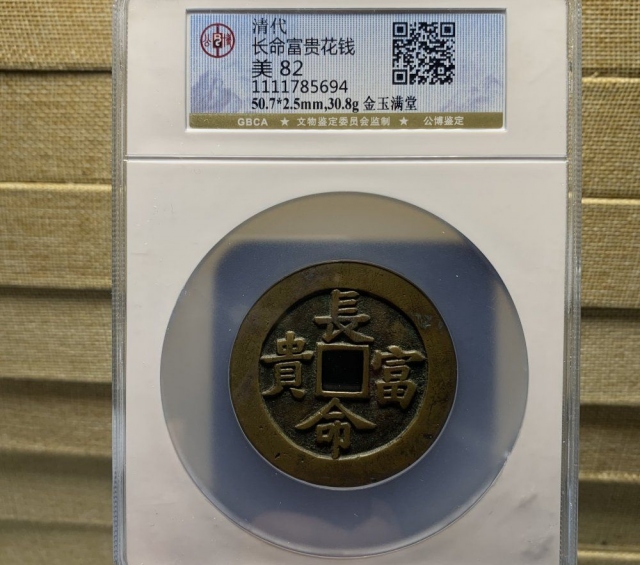 清代
长命富贵花钱
美 82
1111785694
50.7*2.5mm,30.8g 金玉满堂
GBCA ★ 文物鉴定委员会监制 ★ 公博鉴定
公博
長命富貴